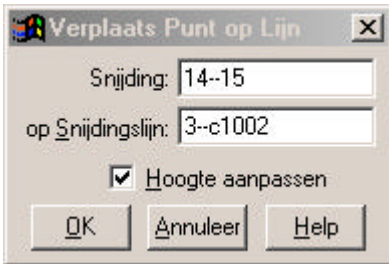 Verplaats Punt op Lijn
Snijding: 14--15
op Snijdingslijn: 3--c1002
Hoogte aanpassen
OK Annuleer Help